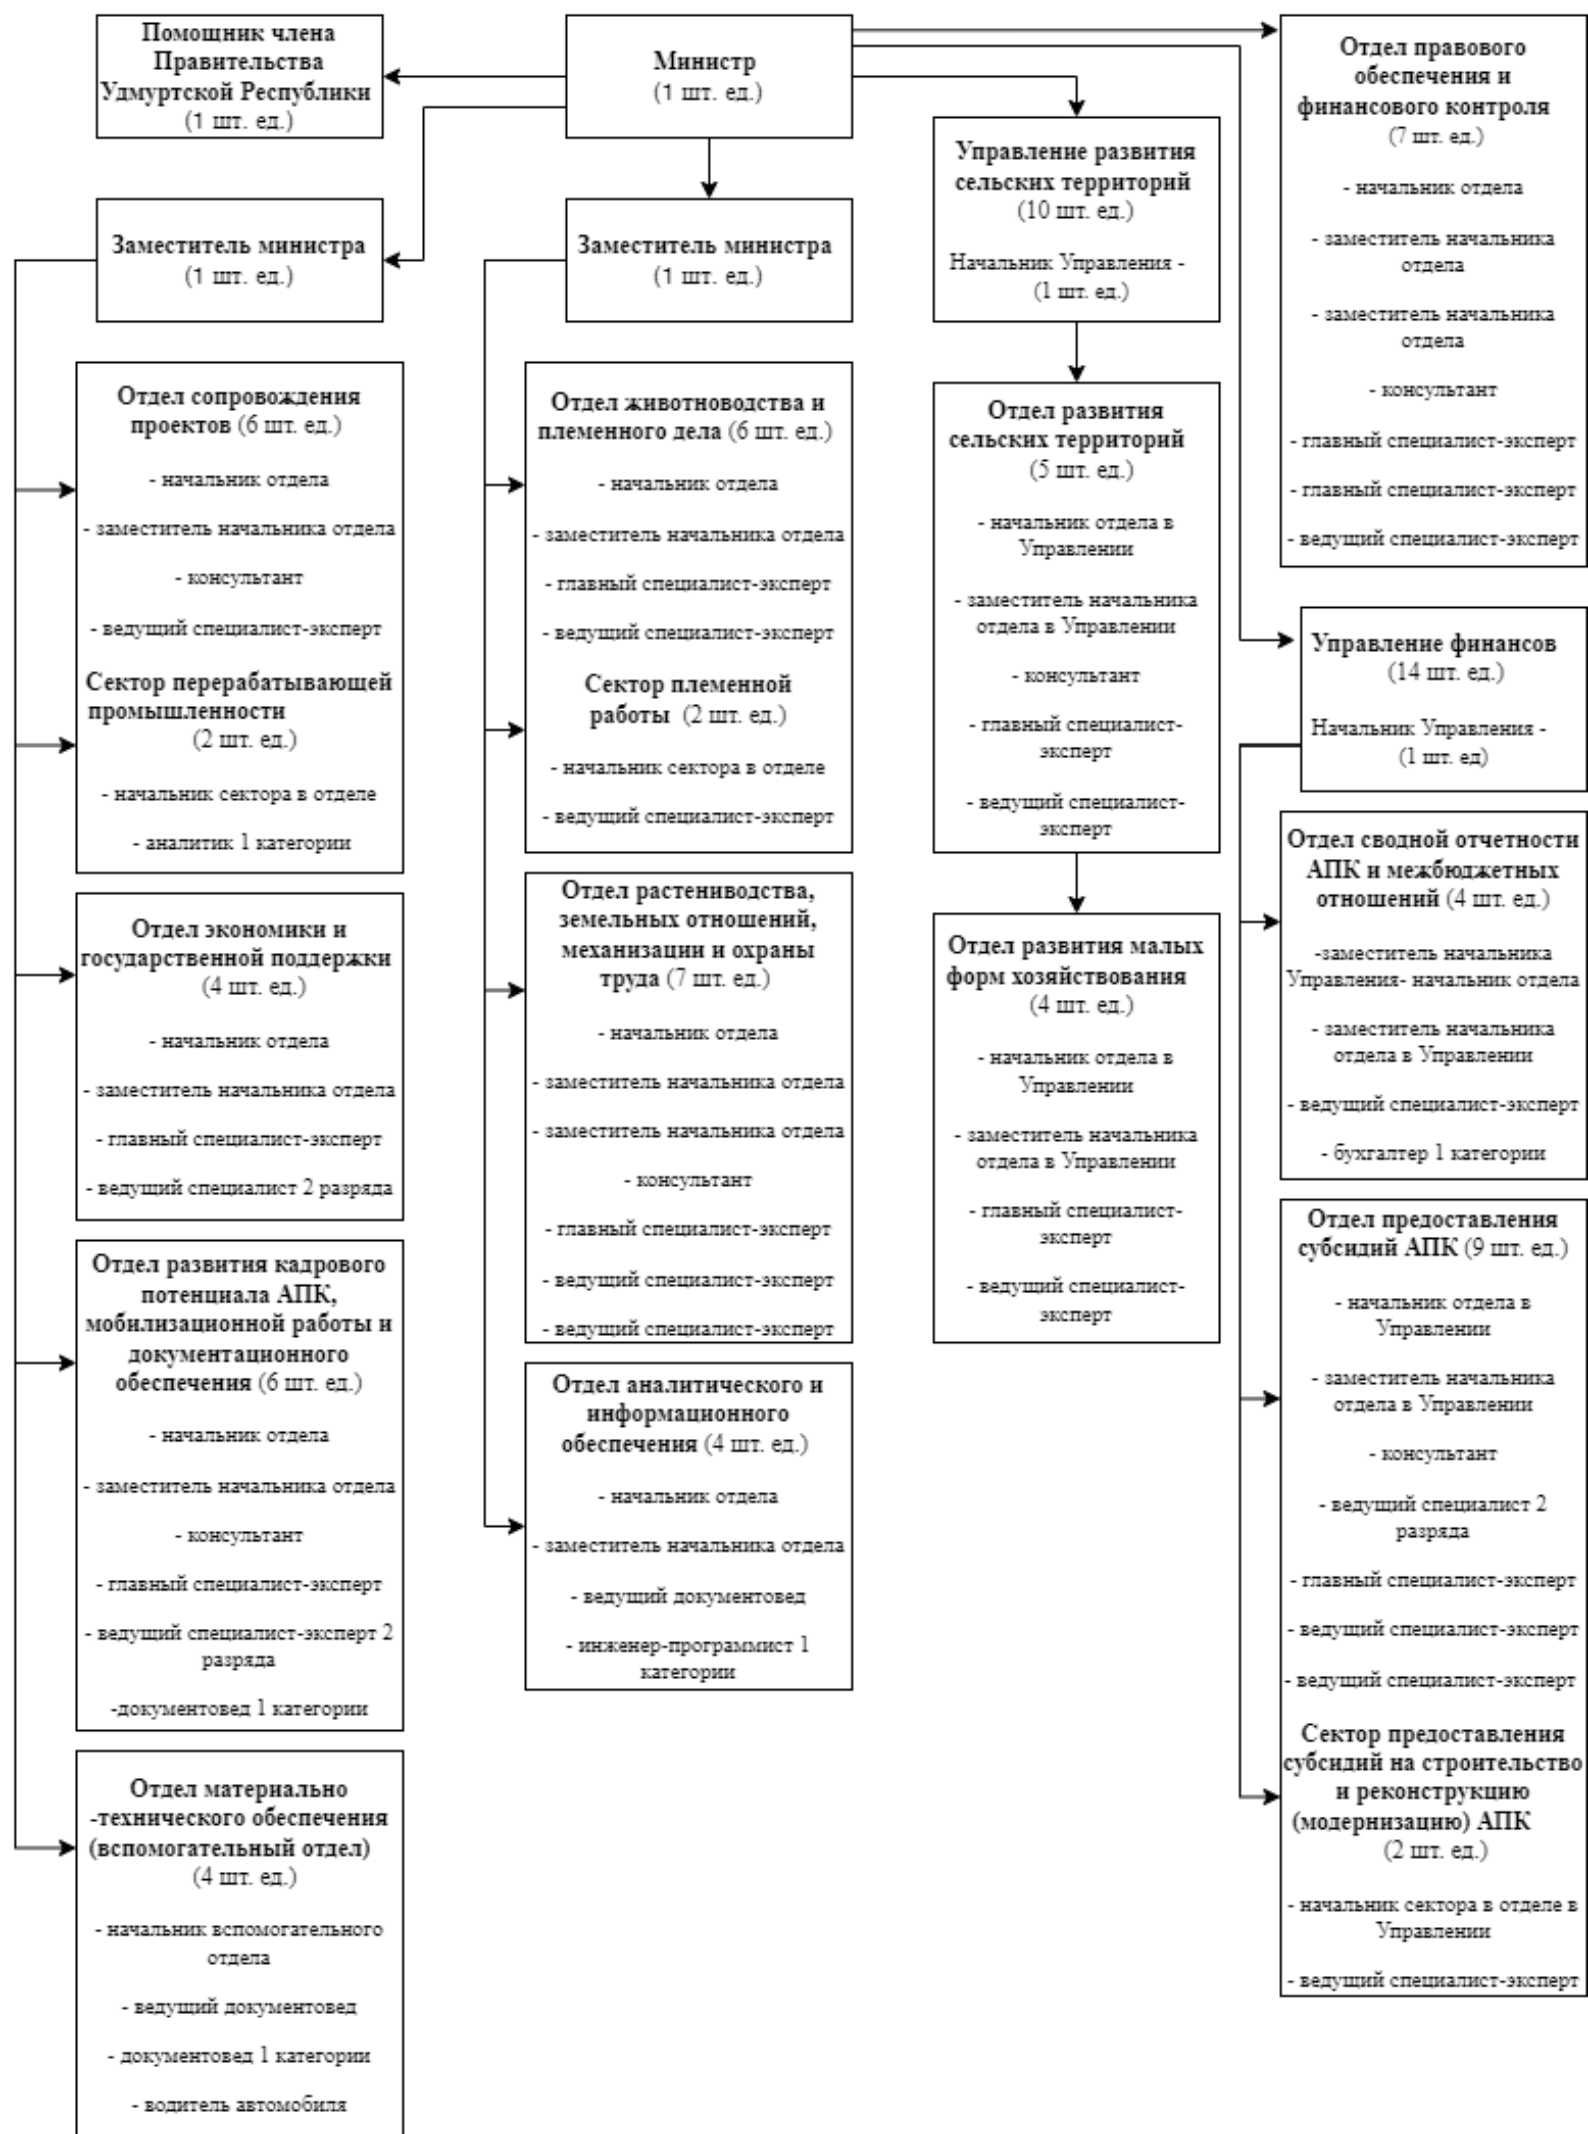 Помощник члена
Правительства
Удмуртской Республики
(1 шт. ед.)
Министр
(1 шт. ед.)
Заместитель министра
(1 шт. ед.)
Заместитель министра
(1 шт. ед.)
Отдел сопровождения
проектов (6 шт. ед.)
- начальник отдела
- заместитель начальника отдела
- консультант
- ведущий специалист-эксперт
Сектор перерабатывающей
промышленности
(2 шт. ед.)
- начальник сектора в отделе
- аналитик 1 категории
Отдел экономики и
государственной поддержки
(4 шт. ед.)
- начальник отдела
- заместитель начальника отдела
- главный специалист-эксперт
- ведущий специалист 2 разряда
Отдел развития кадрового
потенциала АПК,
мобилизационной работы и
документационного
обеспечения (6 шт. ед.)
- начальник отдела
- заместитель начальника отдела
- консультант
- главный специалист-эксперт
- ведущий специалист-эксперт 2
разряда
-документовед 1 категории
Отдел материально
-технического обеспечения
(вспомогательный отдел)
(4 шт. ед.)
- начальник вспомогательного
отдела
- ведущий документовед
- документовед 1 категории
- водитель автомобиля
Отдел животноводства и
племенного дела (6 шт. ед.)
- начальник отдела
- заместитель начальника отдела
- главный специалист-эксперт
- ведущий специалист-эксперт
Сектор племенной
работы (2 шт. ед.)
- начальник сектора в отделе
- ведущий специалист-эксперт
Отдел растениводства,
земельных отношений,
механизации и охраны
труда (7 шт. ед.)
- начальник отдела
- заместитель начальника отдела
- заместитель начальника отдела
- консультант
- главный специалист-эксперт
- ведущий специалист-эксперт
- ведущий специалист-эксперт
Отдел аналитического и
информационного
обеспечения (4 шт. ед.)
- начальник отдела
- заместитель начальника отдела
- ведущий документовед
- инженер-программист 1
категории
Управление развития
сельских территорий
(10 шт. ед.)
Начальник Управления -
(1 шт. ед.)
Отдел развития
сельских территорий
(5 шт. ед.)
- начальник отдела в
Управлении
- заместитель начальника
отдела в Управлении
- консультант
- главный специалист-
эксперт
- ведущий специалист-
эксперт
Отдел развития малых
форм хозяйствования
(4 шт. ед.)
- начальник отдела в
Управлении
- заместитель начальника
отдела в Управлении
- главный специалист-
эксперт
- ведущий специалист-
эксперт
Отдел правового
обеспечения и
финансового контроля
(7 шт. ед.)
- начальник отдела
- заместитель начальника
отдела
- заместитель начальника
отдела
- консультант
- главный специалист-эксперт
- главный специалист-эксперт
- ведущий специалист-эксперт
Управление финансов
(14 шт. ед.)
Начальник Управления -
(1 шт. ед)
Отдел сводной отчетности
АПК и межбюджетных
отношений (4 шт. ед.)
-заместитель начальника
Управления- начальник отдела
- заместитель начальника
отдела в Управлении
- ведущий специалист-эксперт
- бухгалтер 1 категории
Отдел предоставления
субсидий АПК (9 шт. ед.)
- начальник отдела в
Управлении
- заместитель начальника
отдела в Управлении
- консультант
- ведущий специалист 2
разряда
- главный специалист-эксперт
- ведущий специалист-эксперт
- ведущий специалист-эксперт
Сектор предоставления
субсидий на строительство
и реконструкцию
(модернизацию) АПК
(2 шт. ед.)
- начальник сектора в отделе в
Управлении
- ведущий специалист-эксперт